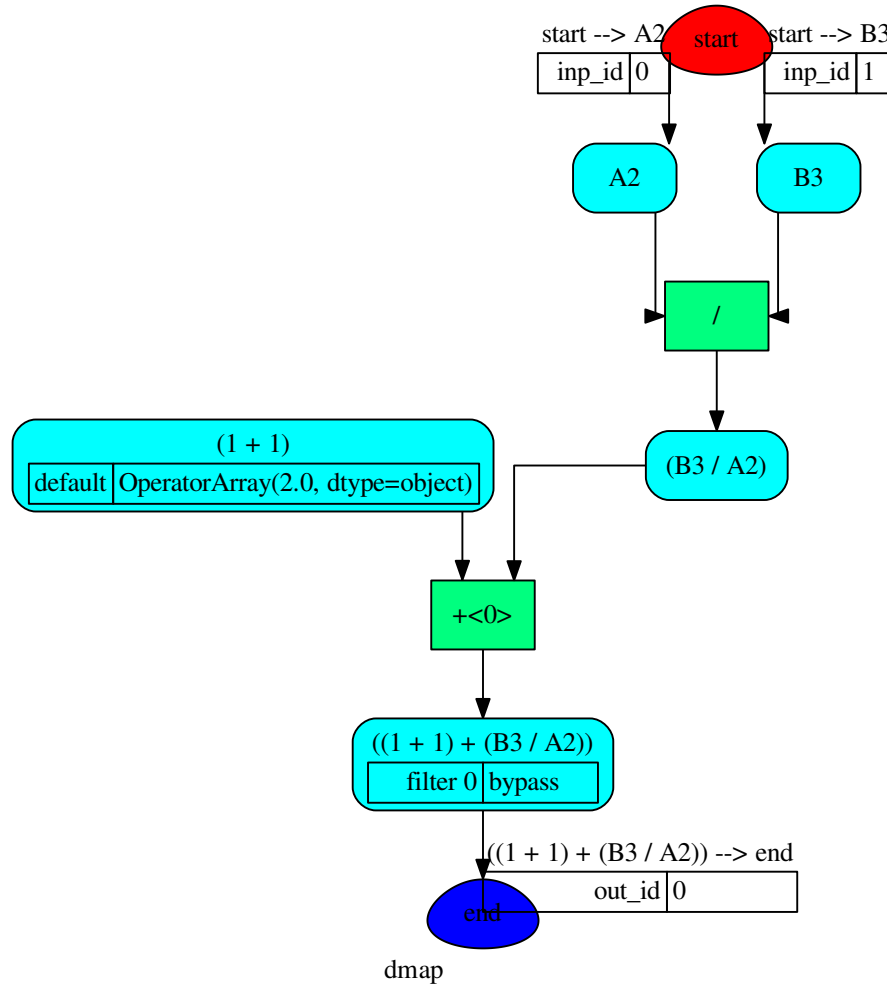 start --> A2
start
start --> B3
inp_id 0
inp_id 1
A2
B3
/
(1 + 1)
default OperatorArray(2.0, dtype=object)
(B3 / A2)
+<0>
((1 + 1) + (B3 / A2))
filter 0 bypass
((1 + 1) + (B3 / A2)) --> end
out_id 0
end
dmap